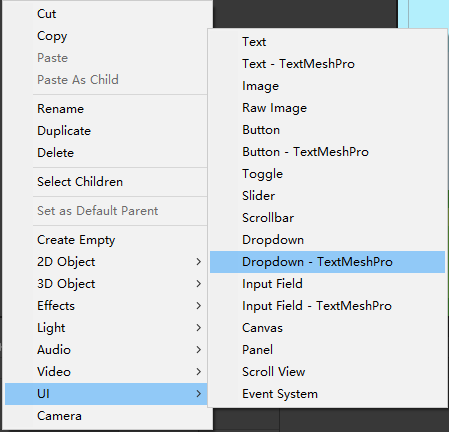 Cut
Copy
Paste
Paste As Child
Rename
Duplicate
Delete
Select Children
Set as Default Parent
Create Empty
2D Object
3D Object
Effects
Light
Audio
Video
UI
Camera
Text
Text - TextMeshPro
Image
Raw Image
Button
Button - TextMeshPro
Toggle
Slider
Scrollbar
Dropdown
Dropdown - TextMeshPro
Input Field
Input Field - TextMeshPro
Canvas
Panel
Scroll View
Event System